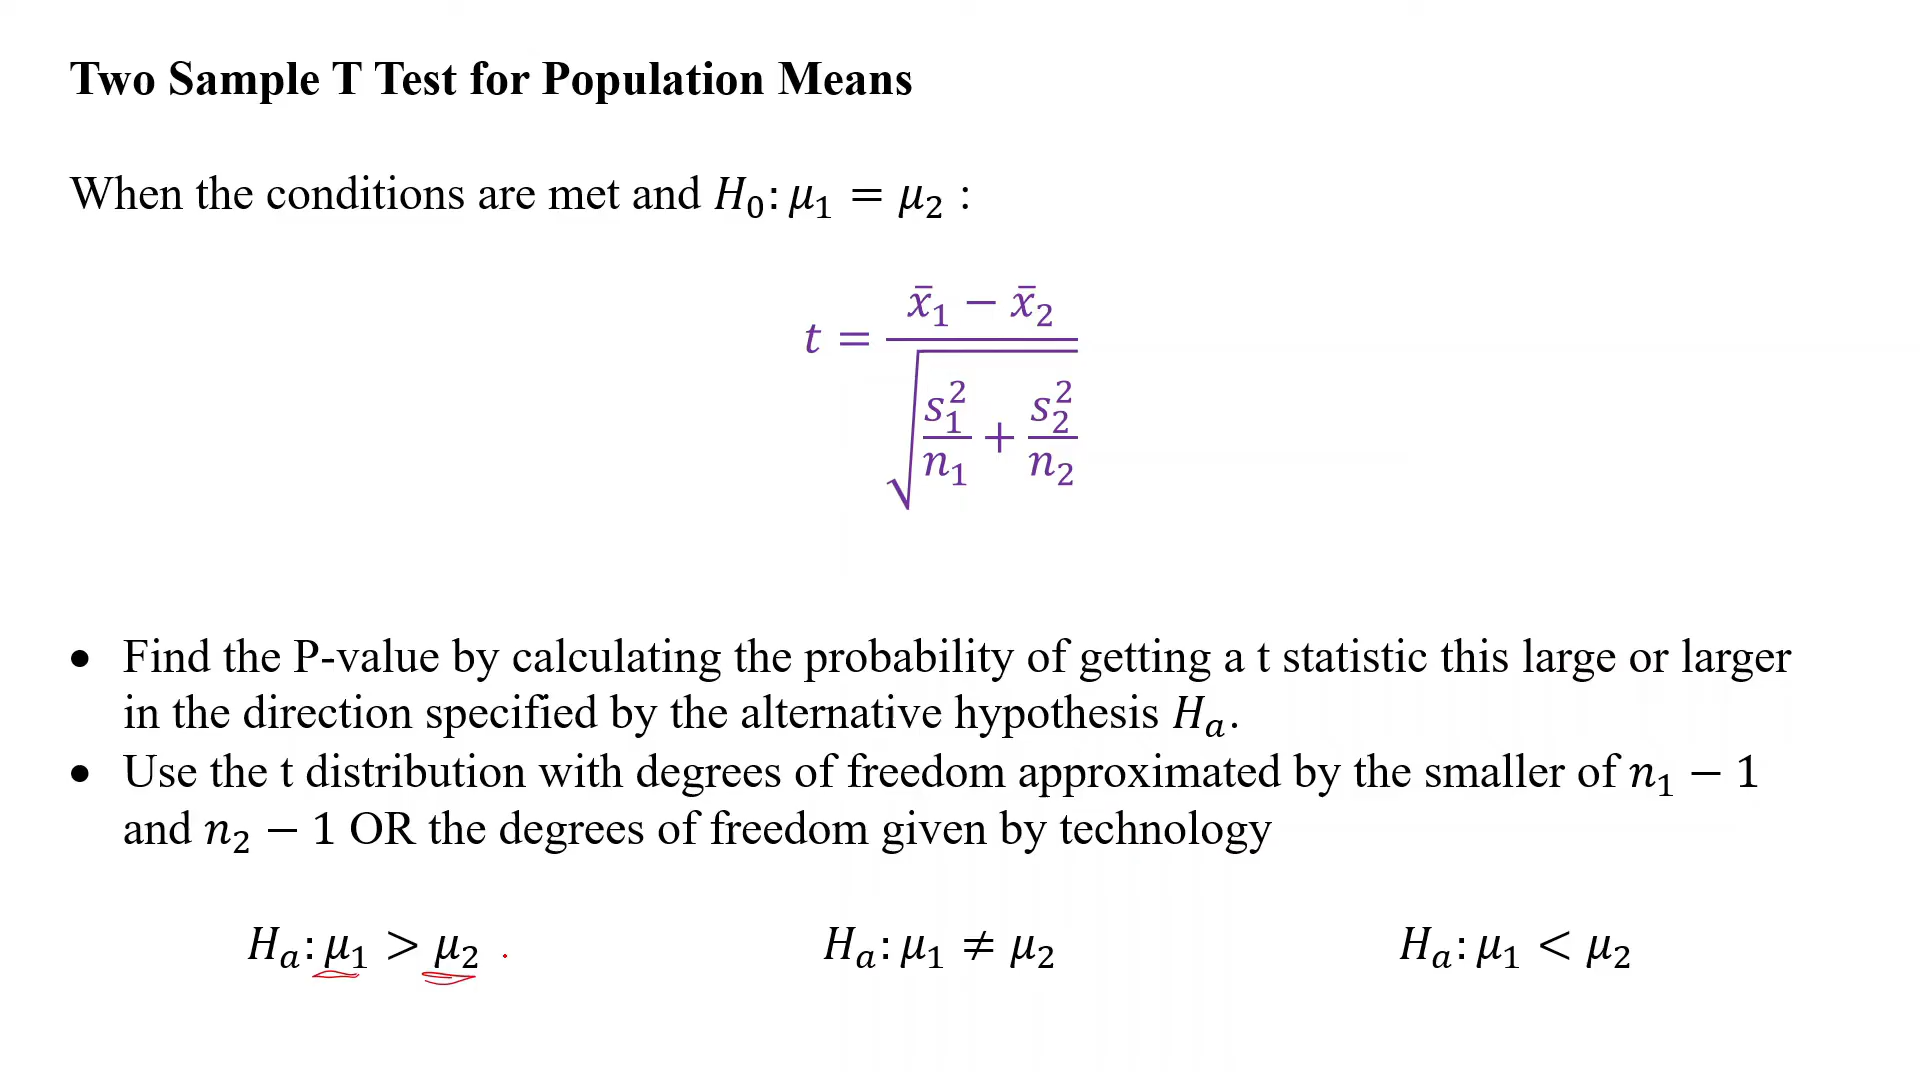 Two Sample T Test for Population Means
When the conditions are met and H₀: μ₁ = μ₂ :
t = (x̄₁ − x̄₂) / √(s₁²/n₁ + s₂²/n₂)
• Find the P-value by calculating the probability of getting a t statistic this large or larger
in the direction specified by the alternative hypothesis Hₐ.
• Use the t distribution with degrees of freedom approximated by the smaller of n₁ − 1
and n₂ − 1 OR the degrees of freedom given by technology
Hₐ: μ₁ > μ₂ Hₐ: μ₁ ≠ μ₂ Hₐ: μ₁ < μ₂